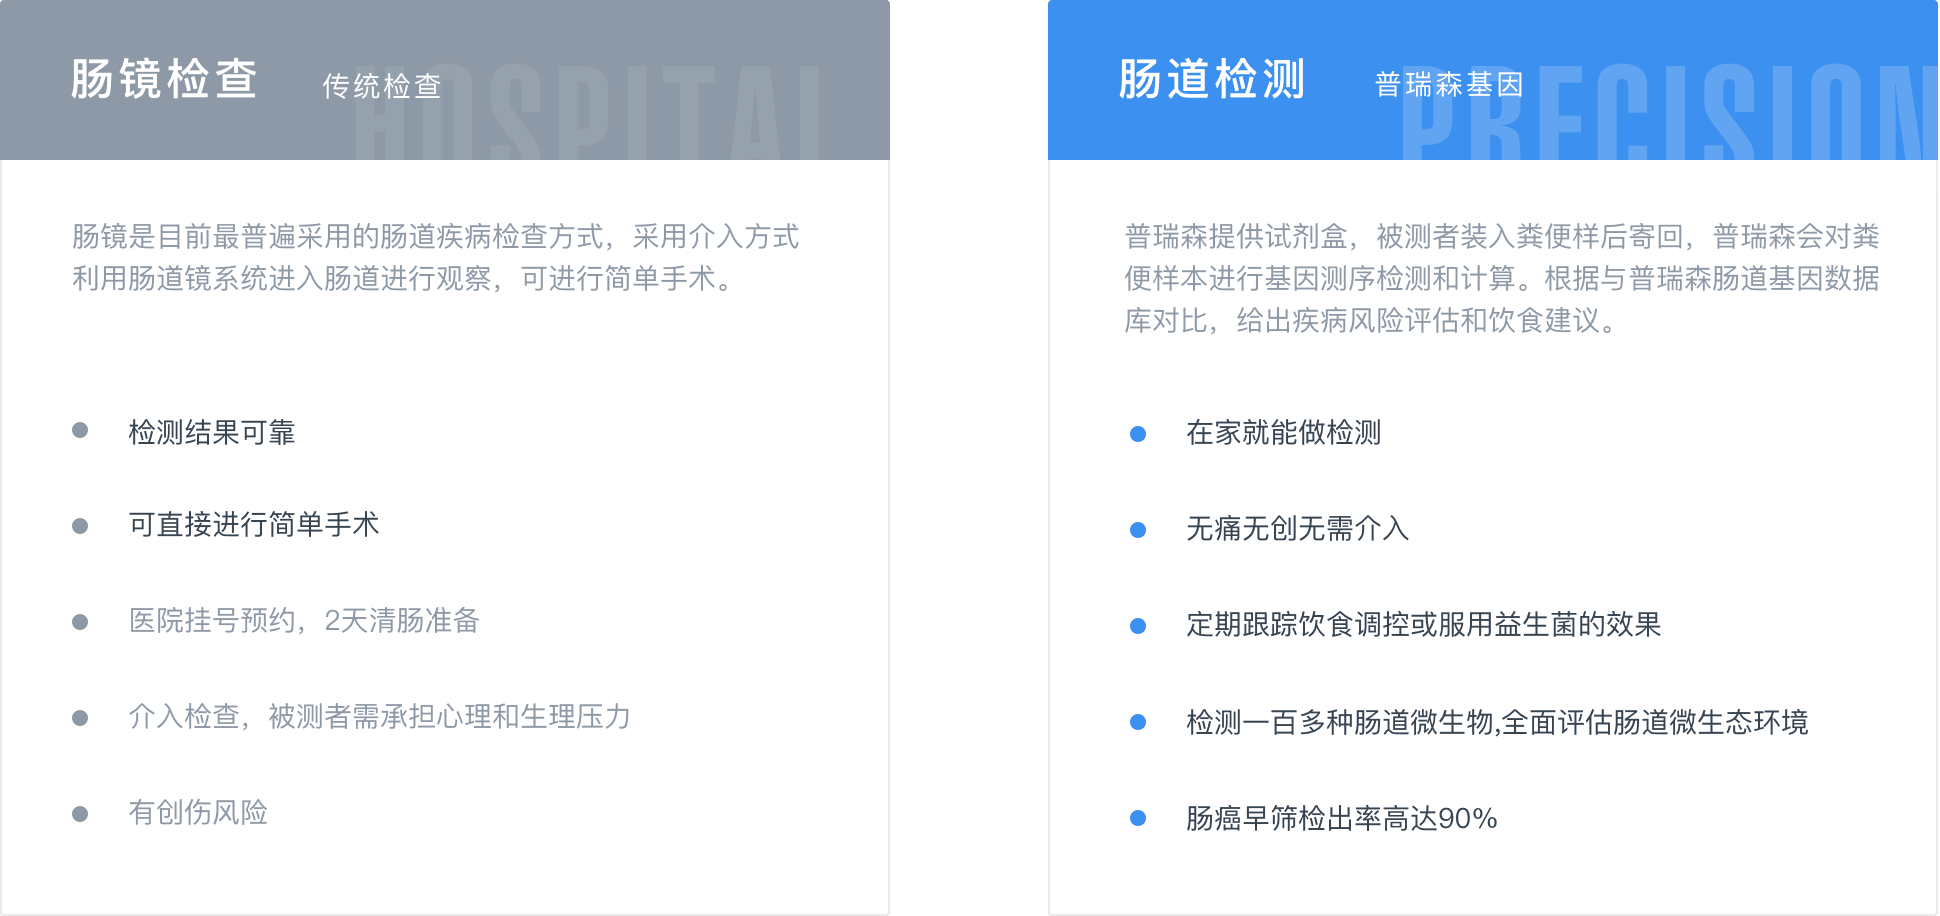 肠镜检查 传统检查
HOSPITAL
肠镜是目前最普遍采用的肠道疾病检查方式，采用介入方式
利用肠道镜系统进入肠道进行观察，可进行简单手术。
检测结果可靠
可直接进行简单手术
医院挂号预约，2天清肠准备
介入检查，被测者需承担心理和生理压力
有创伤风险
肠道检测 普瑞森基因
PRECISION
普瑞森提供试剂盒，被测者装入粪便样后寄回，普瑞森会对粪
便样本进行基因测序检测和计算。根据与普瑞森肠道基因数据
库对比，给出疾病风险评估和饮食建议。
在家就能做检测
无痛无创无需介入
定期跟踪饮食调控或服用益生菌的效果
检测一百多种肠道微生物,全面评估肠道微生态环境
肠癌早筛检出率高达90%